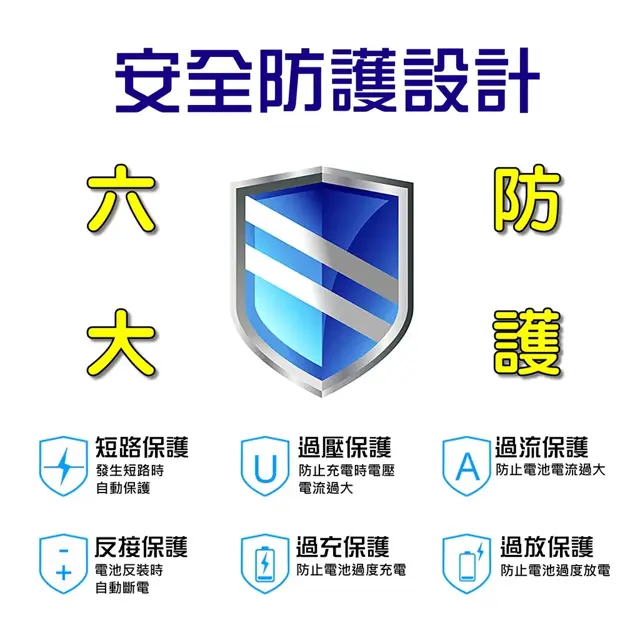 安全防護設計
六大
防護
短路保護
發生短路時
自動保護
U
過壓保護
防止充電時電壓
電流過大
A
過流保護
防止電池電流過大
- +
反接保護
電池反裝時
自動斷電
過充保護
防止電池過度充電
過放保護
防止電池過度放電